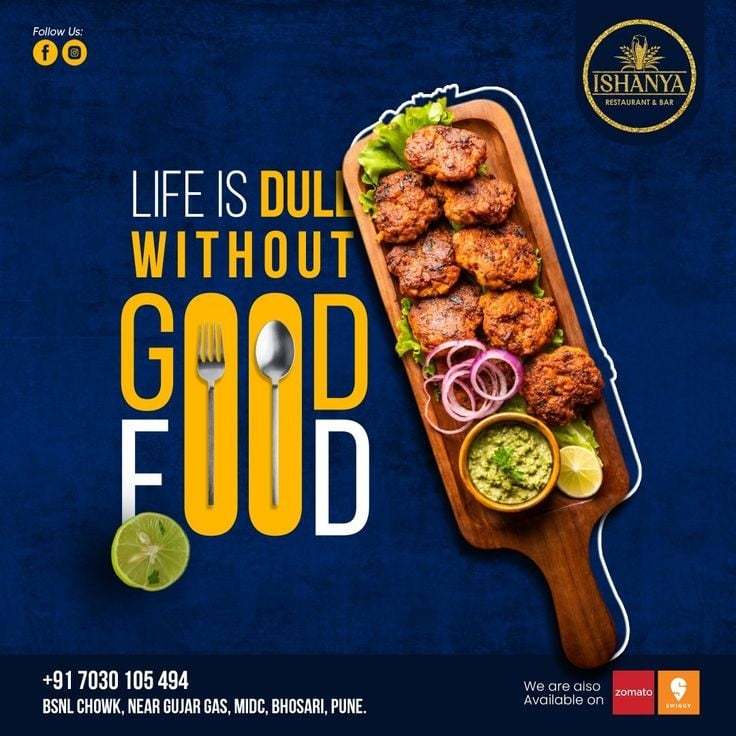 Follow Us:
ISHANYA
RESTAURANT & BAR
LIFE IS DULL
WITHOUT
GOOD
FOOD
+91 7030 105 494
BSNL CHOWK, NEAR GUJAR GAS, MIDC, BHOSARI, PUNE.
We are also
Available on
zomato
SWIGGY